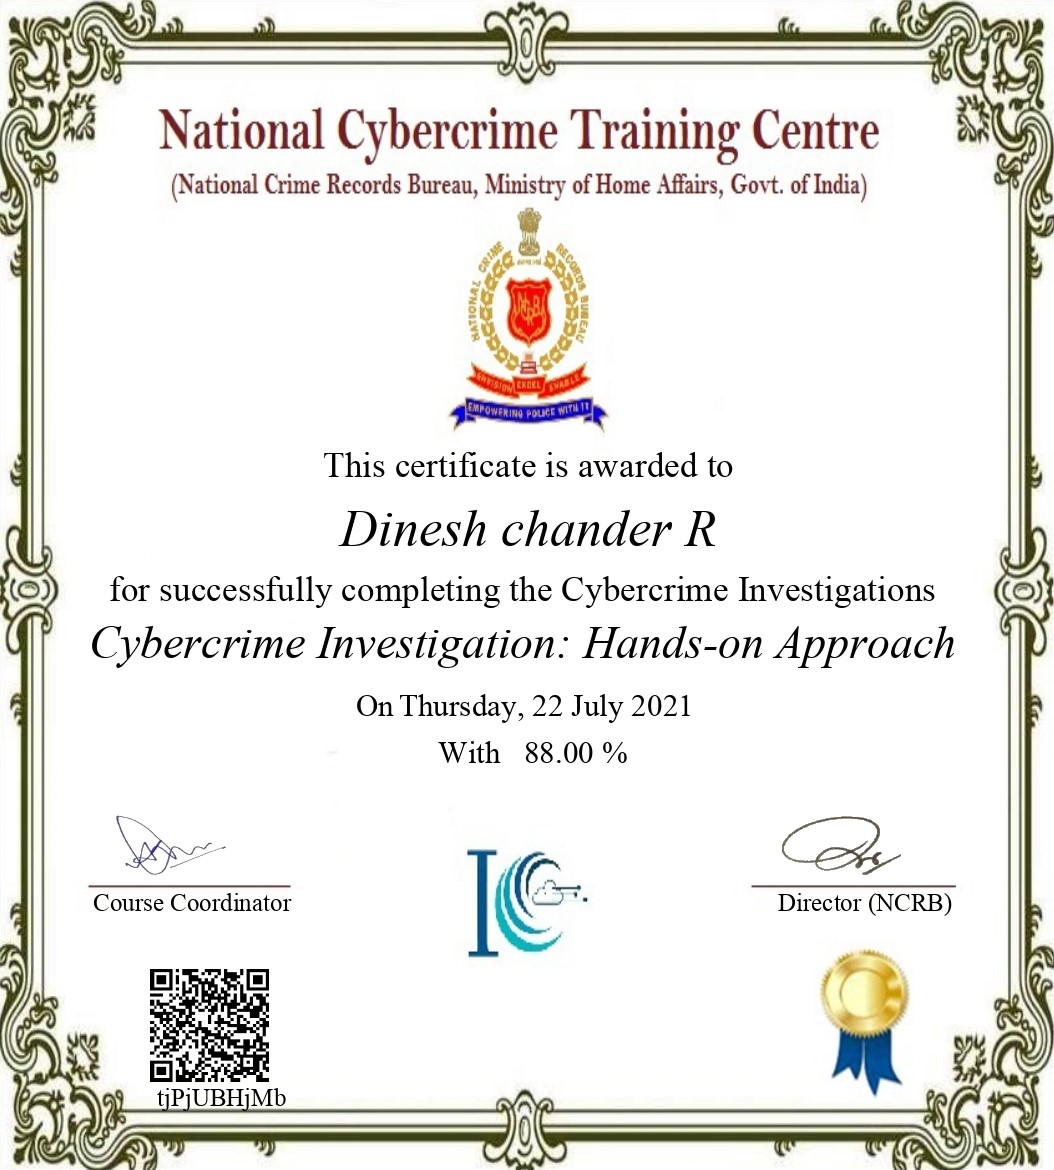 National Cybercrime Training Centre
(National Crime Records Bureau, Ministry of Home Affairs, Govt. of India)
NATIONAL CRIME RECORDS BUREAU
NCRB
ENVISION EXCEL ENABLE
EMPOWERING POLICE WITH IT
This certificate is awarded to
Dinesh chander R
for successfully completing the Cybercrime Investigations
Cybercrime Investigation: Hands-on Approach
On Thursday, 22 July 2021
With 88.00 %
Course Coordinator
Director (NCRB)
tjPjUBHjMb